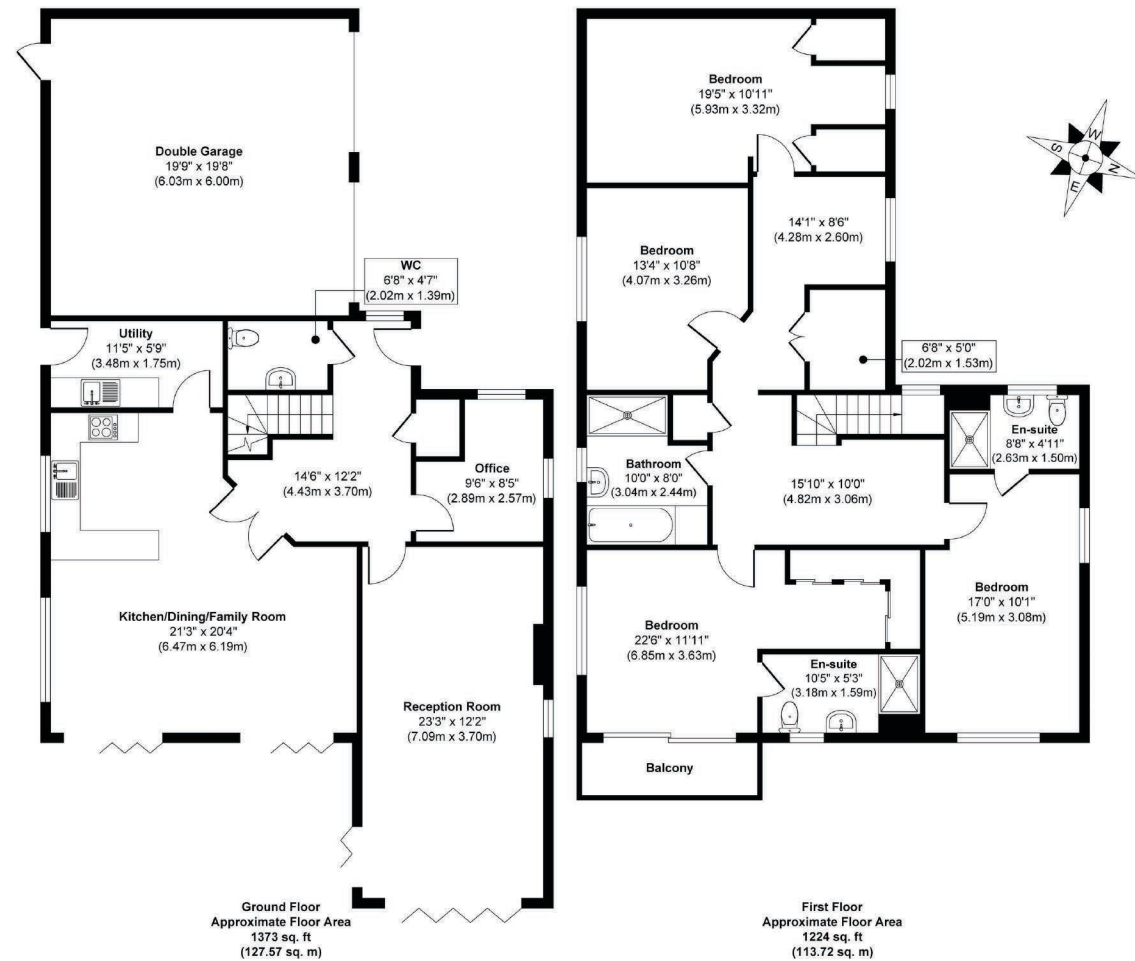 Double Garage
19'9" x 19'8"
(6.03m x 6.00m)
WC
6'8" x 4'7"
(2.02m x 1.39m)
Utility
11'5" x 5'9"
(3.48m x 1.75m)
14'6" x 12'2"
(4.43m x 3.70m)
Office
9'6" x 8'5"
(2.89m x 2.57m)
Kitchen/Dining/Family Room
21'3" x 20'4"
(6.47m x 6.19m)
Reception Room
23'3" x 12'2"
(7.09m x 3.70m)
Ground Floor
Approximate Floor Area
1373 sq. ft
(127.57 sq. m)
Bedroom
19'5" x 10'11"
(5.93m x 3.32m)
W
S
N
E
14'1" x 8'6"
(4.28m x 2.60m)
Bedroom
13'4" x 10'8"
(4.07m x 3.26m)
6'8" x 5'0"
(2.02m x 1.53m)
En-suite
8'8" x 4'11"
(2.63m x 1.50m)
Bathroom
10'0" x 8'0"
(3.04m x 2.44m)
15'10" x 10'0"
(4.82m x 3.06m)
Bedroom
17'0" x 10'1"
(5.19m x 3.08m)
Bedroom
22'6" x 11'11"
(6.85m x 3.63m)
En-suite
10'5" x 5'3"
(3.18m x 1.59m)
Balcony
First Floor
Approximate Floor Area
1224 sq. ft
(113.72 sq. m)